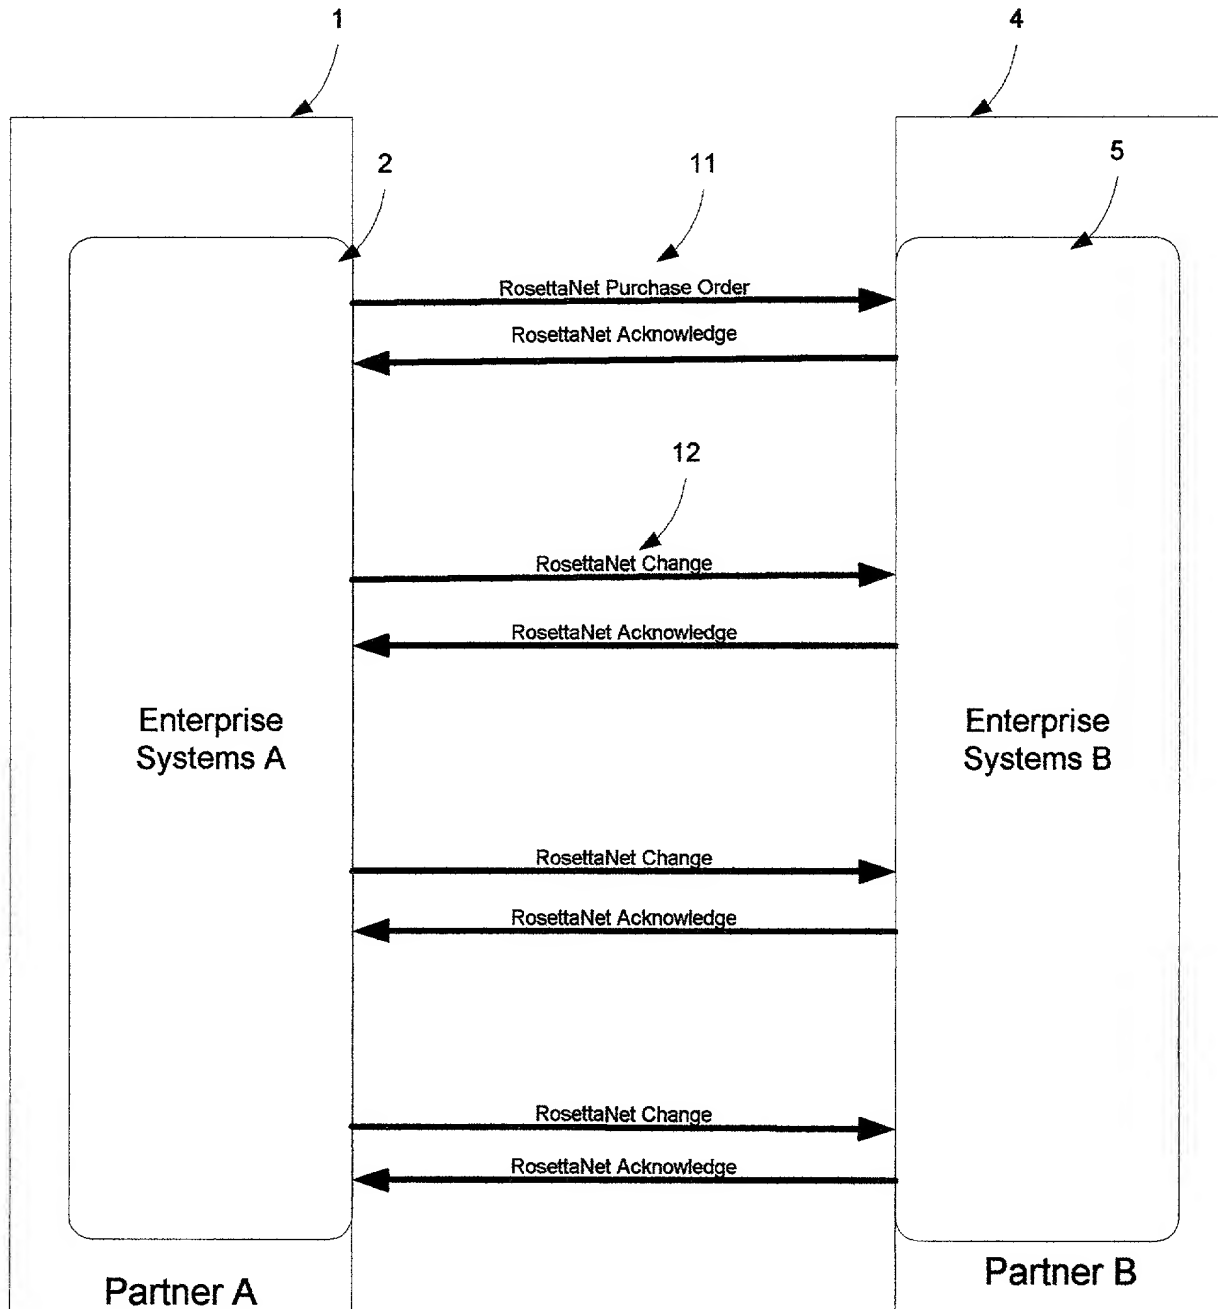 1
4
2
11
5
RosettaNet Purchase Order
RosettaNet Acknowledge
12
RosettaNet Change
RosettaNet Acknowledge
Enterprise
Systems A
Enterprise
Systems B
RosettaNet Change
RosettaNet Acknowledge
RosettaNet Change
RosettaNet Acknowledge
Partner A
Partner B